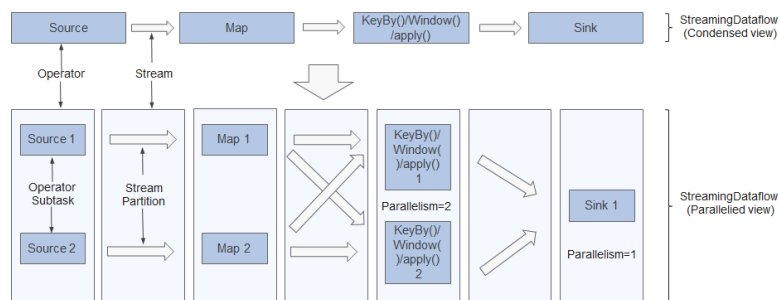 Source
Map
KeyBy()/Window()
/apply()
Sink
StreamingDataflow
(Condensed view)
Operator
Stream
Source 1
Map 1
KeyBy()/
Window(
)/apply()
1
Operator
Subtask
Stream
Partition
Parallelism=2
Sink 1
StreamingDataflow
(Parallelied view)
Source 2
Map 2
KeyBy()/
Window(
)/apply()
2
Parallelism=1